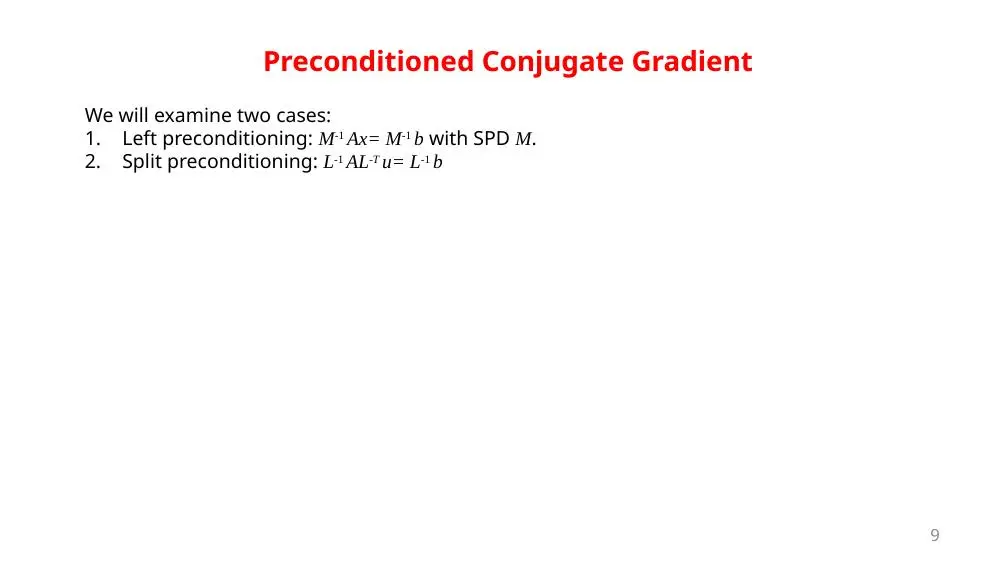 Preconditioned Conjugate Gradient
We will examine two cases:
1. Left preconditioning: M⁻¹ Ax= M⁻¹ b with SPD M.
2. Split preconditioning: L⁻¹ AL⁻ᵀ u= L⁻¹ b
9